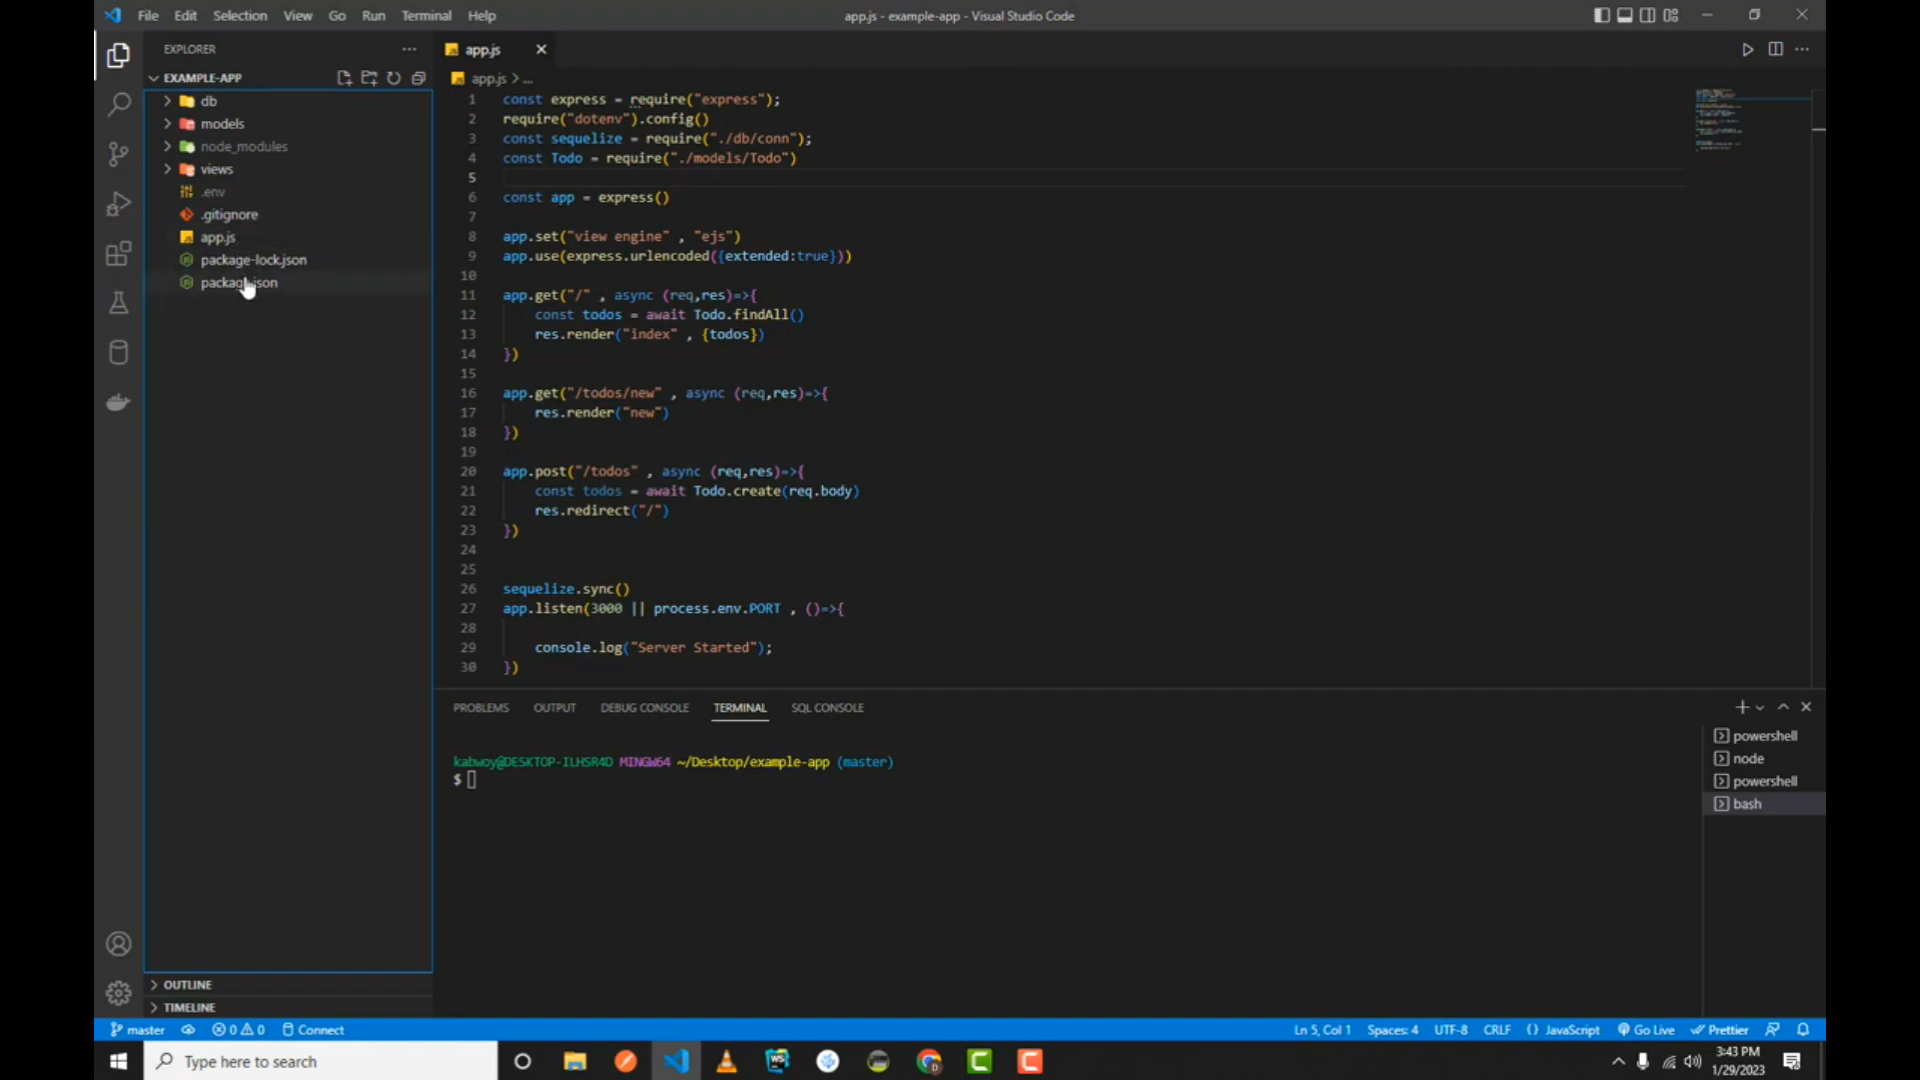 File Edit Selection View Go Run Terminal Help
app.js - example-app - Visual Studio Code
EXPLORER
EXAMPLE-APP
db
models
node_modules
views
.env
.gitignore
app.js
package-lock.json
package.json
app.js
app.js > ...
1 const express = require("express");
2 require("dotenv").config()
3 const sequelize = require("./db/conn");
4 const Todo = require("./models/Todo")
5
6 const app = express()
7
8 app.set("view engine" , "ejs")
9 app.use(express.urlencoded({extended:true}))
10
11 app.get("/" , async (req,res)=>{
12 const todos = await Todo.findAll()
13 res.render("index" , {todos})
14 })
15
16 app.get("/todos/new" , async (req,res)=>{
17 res.render("new")
18 })
19
20 app.post("/todos" , async (req,res)=>{
21 const todos = await Todo.create(req.body)
22 res.redirect("/")
23 })
24
25
26 sequelize.sync()
27 app.listen(3000 || process.env.PORT , ()=>{
28
29 console.log("Server Started");
30 })
PROBLEMS OUTPUT DEBUG CONSOLE TERMINAL SQL CONSOLE
kabwoy@DESKTOP-ILHSR4D MINGW64 ~/Desktop/example-app (master)
$
powershell
node
powershell
bash
OUTLINE
TIMELINE
master 0 0 Connect
Ln 5, Col 1 Spaces: 4 UTF-8 CRLF {} JavaScript Go Live Prettier
Type here to search
3:43 PM
1/29/2023